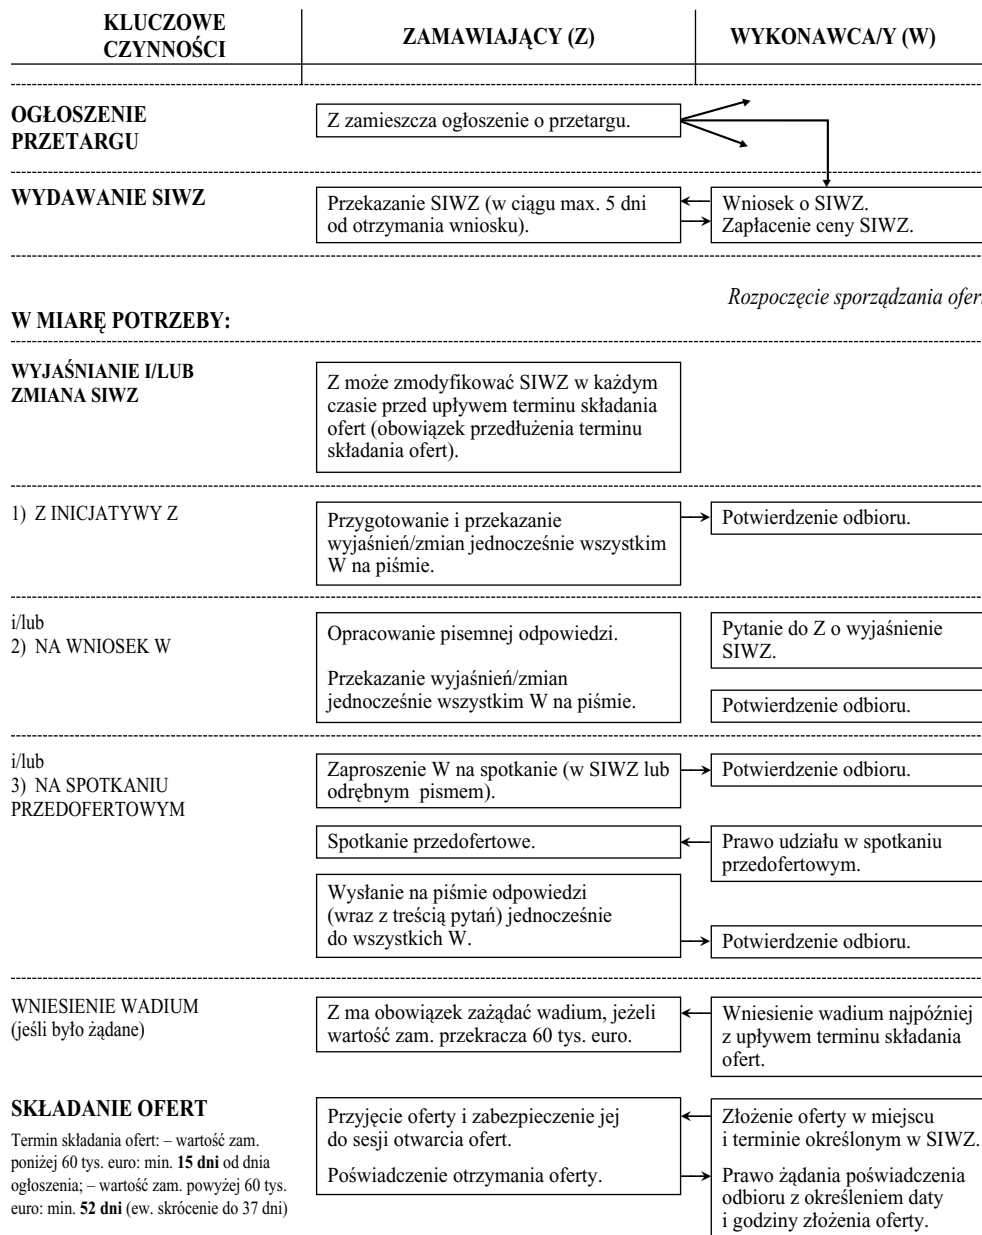 KLUCZOWE
CZYNNOŚCI
ZAMAWIAJĄCY (Z)
WYKONAWCA/Y (W)
OGŁOSZENIE
PRZETARGU
Z zamieszcza ogłoszenie o przetargu.
WYDAWANIE SIWZ
Przekazanie SIWZ (w ciągu max. 5 dni
od otrzymania wniosku).
Wniosek o SIWZ.
Zapłacenie ceny SIWZ.
Rozpoczęcie sporządzania ofert
W MIARĘ POTRZEBY:
WYJAŚNIANIE I/LUB
ZMIANA SIWZ
Z może zmodyfikować SIWZ w każdym
czasie przed upływem terminu składania
ofert (obowiązek przedłużenia terminu
składania ofert).
1) Z INICJATYWY Z
Przygotowanie i przekazanie
wyjaśnień/zmian jednocześnie wszystkim
W na piśmie.
Potwierdzenie odbioru.
i/lub
2) NA WNIOSEK W
Opracowanie pisemnej odpowiedzi.
Przekazanie wyjaśnień/zmian
jednocześnie wszystkim W na piśmie.
Pytanie do Z o wyjaśnienie
SIWZ.
Potwierdzenie odbioru.
i/lub
3) NA SPOTKANIU
PRZEDOFERTOWYM
Zaproszenie W na spotkanie (w SIWZ lub
odrębnym pismem).
Potwierdzenie odbioru.
Spotkanie przedofertowe.
Prawo udziału w spotkaniu
przedofertowym.
Wysłanie na piśmie odpowiedzi
(wraz z treścią pytań) jednocześnie
do wszystkich W.
Potwierdzenie odbioru.
WNIESIENIE WADIUM
(jeśli było żądane)
Z ma obowiązek zażądać wadium, jeżeli
wartość zam. przekracza 60 tys. euro.
Wniesienie wadium najpóźniej
z upływem terminu składania
ofert.
SKŁADANIE OFERT
Termin składania ofert: – wartość zam.
poniżej 60 tys. euro: min. 15 dni od dnia
ogłoszenia; – wartość zam. powyżej 60 tys.
euro: min. 52 dni (ew. skrócenie do 37 dni)
Przyjęcie oferty i zabezpieczenie jej
do sesji otwarcia ofert.
Poświadczenie otrzymania oferty.
Złożenie oferty w miejscu
i terminie określonym w SIWZ.
Prawo żądania poświadczenia
odbioru z określeniem daty
i godziny złożenia oferty.